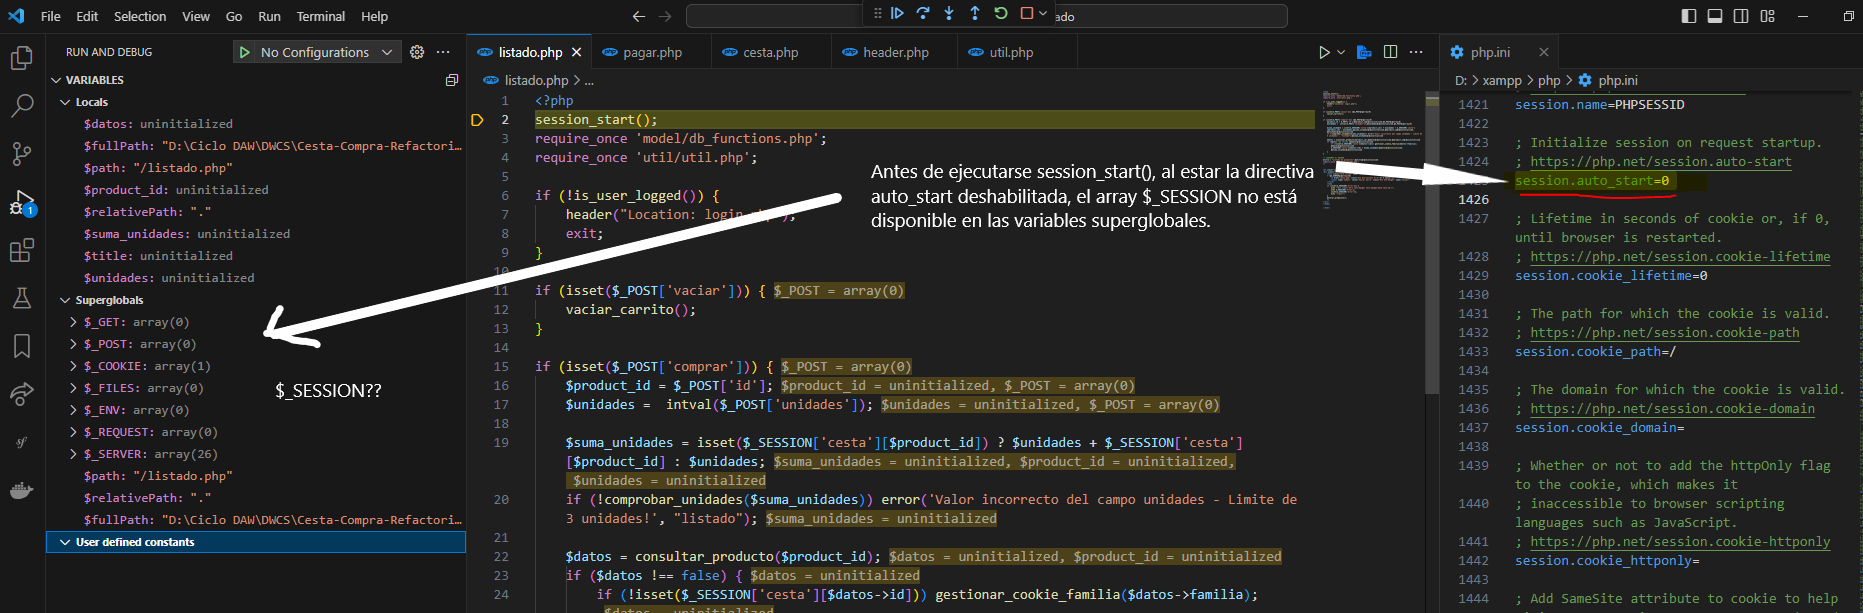 File Edit Selection View Go Run Terminal Help
ado
RUN AND DEBUG
No Configurations
VARIABLES
Locals
$datos: uninitialized
$fullPath: "D:\Ciclo DAW\DWCS\Cesta-Compra-Refactori...
$path: "/listado.php"
$product_id: uninitialized
$relativePath: "."
$suma_unidades: uninitialized
$title: uninitialized
$unidades: uninitialized
Superglobals
$_GET: array(0)
$_POST: array(0)
$_COOKIE: array(1)
$_FILES: array(0)
$_ENV: array(0)
$_REQUEST: array(0)
$_SERVER: array(26)
$path: "/listado.php"
$relativePath: "."
$fullPath: "D:\Ciclo DAW\DWCS\Cesta-Compra-Refactori...
User defined constants
1
$_SESSION??
listado.php pagar.php cesta.php header.php util.php
listado.php > ...
1 <?php
2 session_start();
3 require_once 'model/db_functions.php';
4 require_once 'util/util.php';
5
6 if (!is_user_logged()) {
7 header("Location: login.php");
8 exit;
9 }
10
11 if (isset($_POST['vaciar'])) { $_POST = array(0)
12 vaciar_carrito();
13 }
14
15 if (isset($_POST['comprar'])) { $_POST = array(0)
16 $product_id = $_POST['id']; $product_id = uninitialized, $_POST = array(0)
17 $unidades = intval($_POST['unidades']); $unidades = uninitialized, $_POST = array(0)
18
19 $suma_unidades = isset($_SESSION['cesta'][$product_id]) ? $unidades + $_SESSION['cesta']
[$product_id] : $unidades; $suma_unidades = uninitialized, $product_id = uninitialized,
$unidades = uninitialized
20 if (!comprobar_unidades($suma_unidades)) error('Valor incorrecto del campo unidades - Limite de
3 unidades!', "listado"); $suma_unidades = uninitialized
21
22 $datos = consultar_producto($product_id); $datos = uninitialized, $product_id = uninitialized
23 if ($datos !== false) { $datos = uninitialized
24 if (!isset($_SESSION['cesta'][$datos->id])) gestionar_cookie_familia($datos->familia);
$datos = uninitialized
Antes de ejecutarse session_start(), al estar la directiva
auto_start deshabilitada, el array $_SESSION no está
disponible en las variables superglobales.
php.ini
D: > xampp > php > php.ini
1421 session.name=PHPSESSID
1422
1423 ; Initialize session on request startup.
1424 ; https://php.net/session.auto-start
session.auto_start=0
1426
1427 ; Lifetime in seconds of cookie or, if 0,
until browser is restarted.
1428 ; https://php.net/session.cookie-lifetime
1429 session.cookie_lifetime=0
1430
1431 ; The path for which the cookie is valid.
1432 ; https://php.net/session.cookie-path
1433 session.cookie_path=/
1434
1435 ; The domain for which the cookie is valid.
1436 ; https://php.net/session.cookie-domain
1437 session.cookie_domain=
1438
1439 ; Whether or not to add the httpOnly flag
to the cookie, which makes it
1440 ; inaccessible to browser scripting
languages such as JavaScript.
1441 ; https://php.net/session.cookie-httponly
1442 session.cookie_httponly=
1443
1444 ; Add SameSite attribute to cookie to help